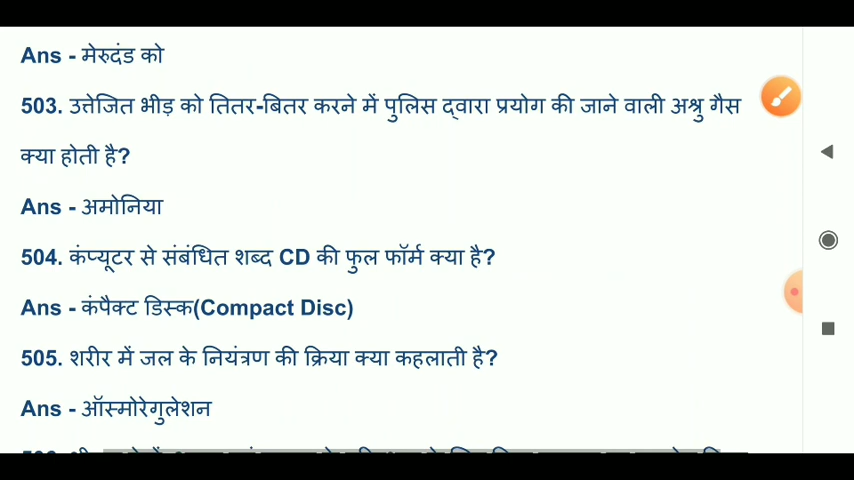 Ans - मेरुदंड को
503. उत्तेजित भीड़ को तितर-बितर करने में पुलिस द्वारा प्रयोग की जाने वाली अश्रु गैस
क्या होती है?
Ans - अमोनिया
504. कंप्यूटर से संबंधित शब्द CD की फुल फॉर्म क्या है?
Ans - कंपैक्ट डिस्क(Compact Disc)
505. शरीर में जल के नियंत्रण की क्रिया क्या कहलाती है?
Ans - ऑस्मोरेगुलेशन